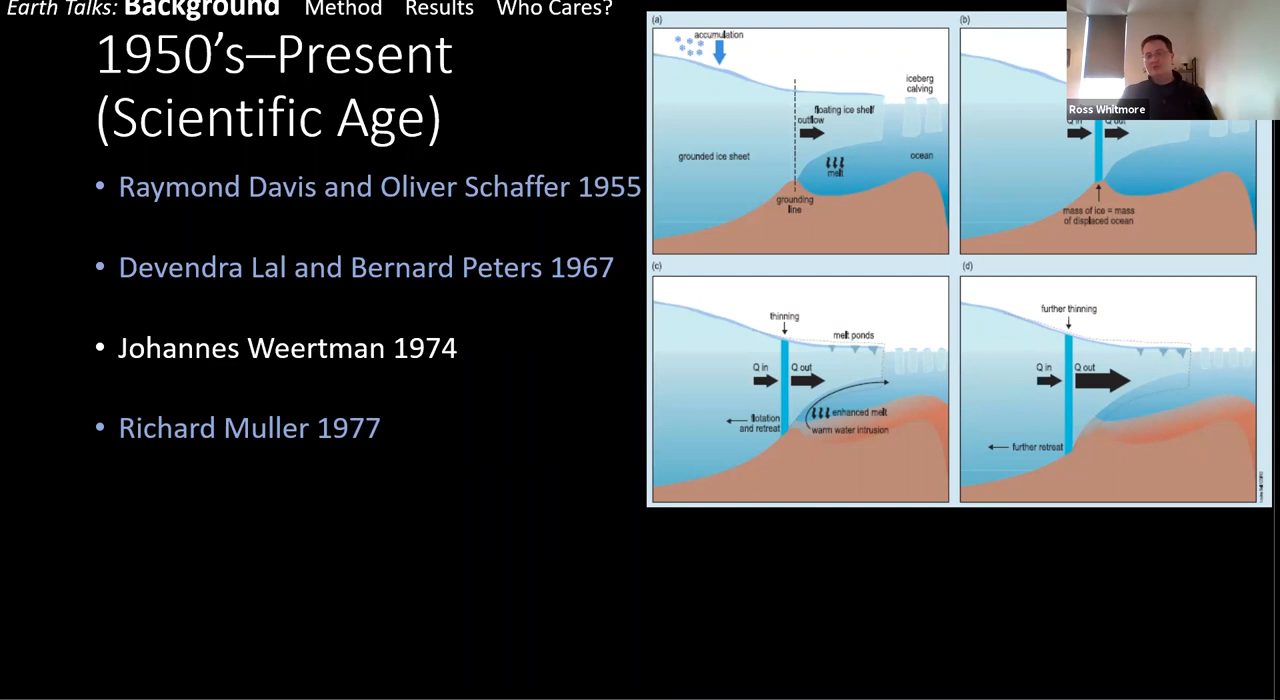 Earth Talks: Background Method Results Who Cares?
1950's–Present
(Scientific Age)
• Raymond Davis and Oliver Schaffer 1955
• Devendra Lal and Bernard Peters 1967
• Johannes Weertman 1974
• Richard Muller 1977
(a)
accumulation
iceberg
calving
floating ice shelf
outflow
grounded ice sheet
ocean
melt
grounding
line
(b)
Ross Whitmore
Q in Q out
mass of ice = mass
of displaced ocean
(c)
thinning
melt ponds
Q in Q out
enhanced melt
flotation
and retreat
warm water intrusion
(d)
further thinning
Q in Q out
further retreat